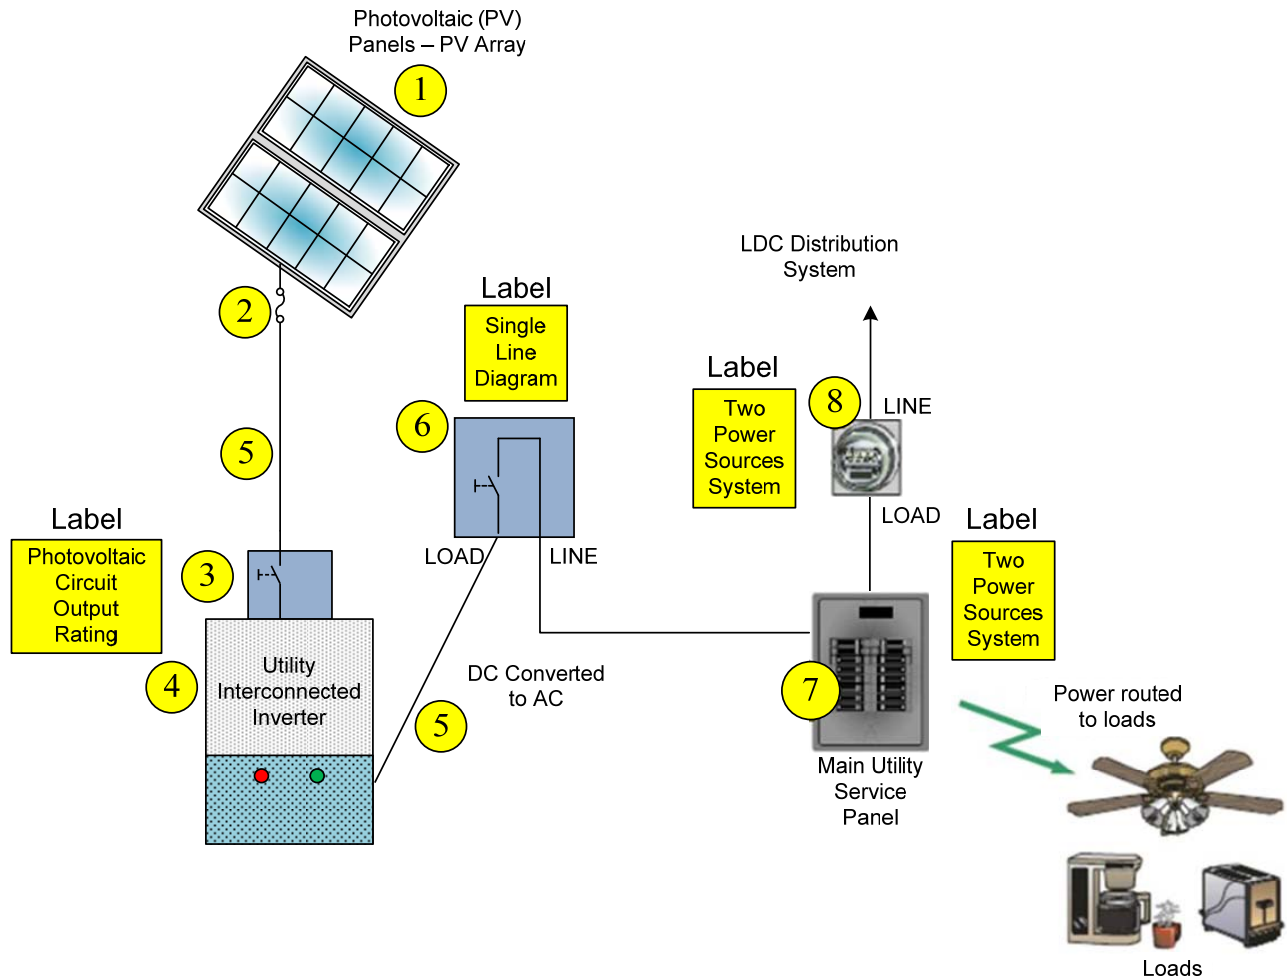 Photovoltaic (PV)
Panels – PV Array
1
2
Label
Single
Line
Diagram
LDC Distribution
System
Label
Two
Power
Sources
System
8
LINE
LOAD
6
5
LOAD
LINE
Label
Photovoltaic
Circuit
Output
Rating
3
Label
Two
Power
Sources
System
4
Utility
Interconnected
Inverter
DC Converted
to AC
5
7
Main Utility
Service
Panel
Power routed
to loads
Loads